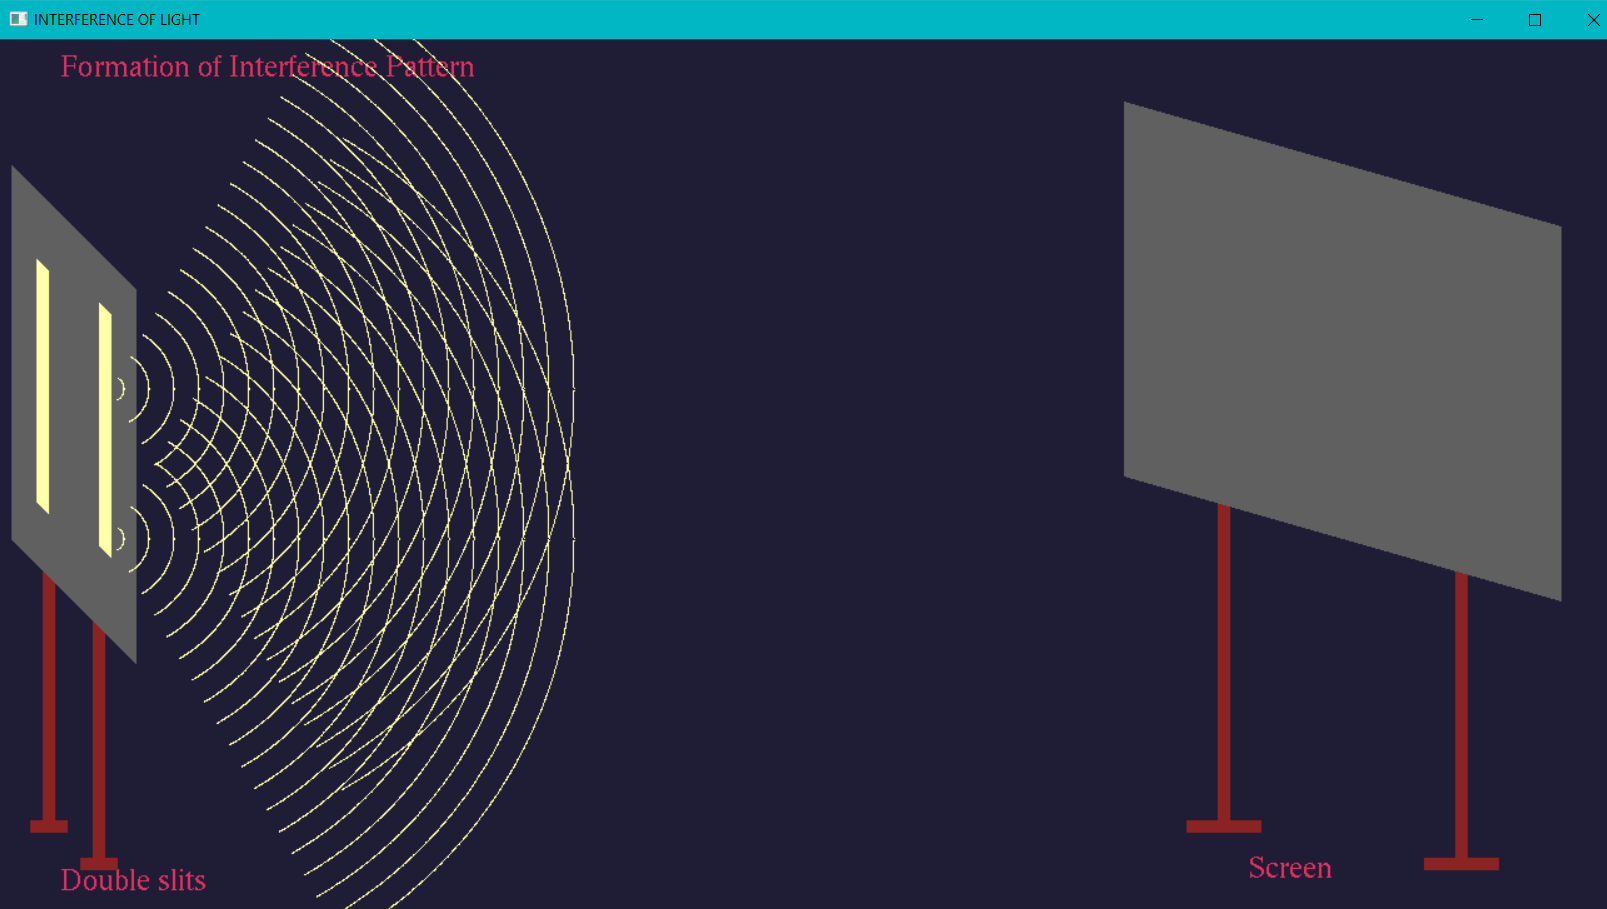 INTERFERENCE OF LIGHT
Formation of Interference Pattern
Double slits
Screen